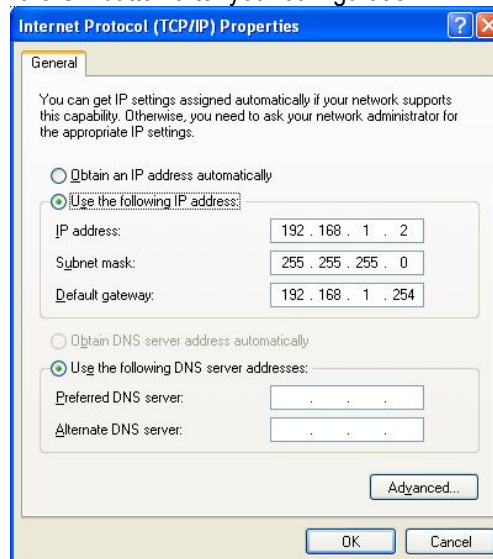 Internet Protocol (TCP/IP) Properties
General
You can get IP settings assigned automatically if your network supports
this capability. Otherwise, you need to ask your network administrator for
the appropriate IP settings.
Obtain an IP address automatically
Use the following IP address:
IP address: 192 . 168 . 1 . 2
Subnet mask: 255 . 255 . 255 . 0
Default gateway: 192 . 168 . 1 . 254
Obtain DNS server address automatically
Use the following DNS server addresses:
Preferred DNS server: . . .
Alternate DNS server: . . .
Advanced...
OK Cancel